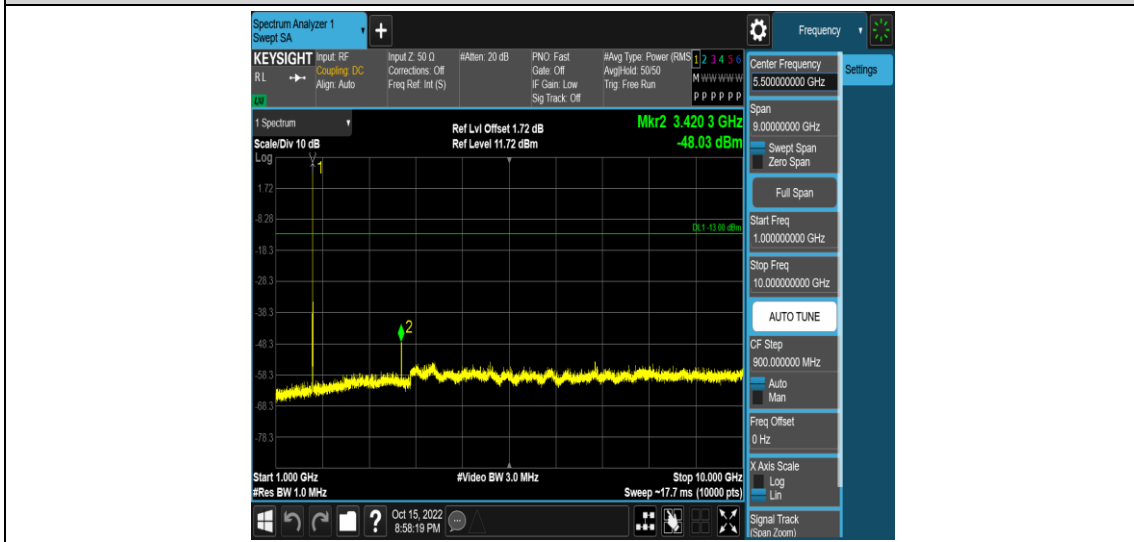 Spectrum Analyzer 1
Swept SA
+
Frequency
KEYSIGHT
RL
LXI
Input: RF
Coupling: DC
Align: Auto
Input Z: 50 Ω
Corrections: Off
Freq Ref: Int (S)
#Atten: 20 dB
PNO: Fast
Gate: Off
IF Gain: Low
Sig Track: Off
#Avg Type: Power (RMS
Avg|Hold: 50/50
Trig: Free Run
1 2 3 4 5 6
M W W W W W
P P P P P P
1 Spectrum
Scale/Div 10 dB
Ref Lvl Offset 1.72 dB
Ref Level 11.72 dBm
Mkr2 3.420 3 GHz
-48.03 dBm
Log
1
1.72
-8.28
DL1 -13.00 dBm
-18.3
-28.3
-38.3
2
-48.3
-58.3
-68.3
-78.3
Start 1.000 GHz
#Video BW 3.0 MHz
Stop 10.000 GHz
#Res BW 1.0 MHz
Sweep ~17.7 ms (10000 pts)
?
Oct 15, 2022
8:58:19 PM
Center Frequency
5.50000000 GHz
Settings
Span
9.00000000 GHz
Swept Span
Zero Span
Full Span
Start Freq
1.000000000 GHz
Stop Freq
10.000000000 GHz
AUTO TUNE
CF Step
900.000000 MHz
Auto
Man
Freq Offset
0 Hz
X Axis Scale
Log
Lin
Signal Track
(Span Zoom)